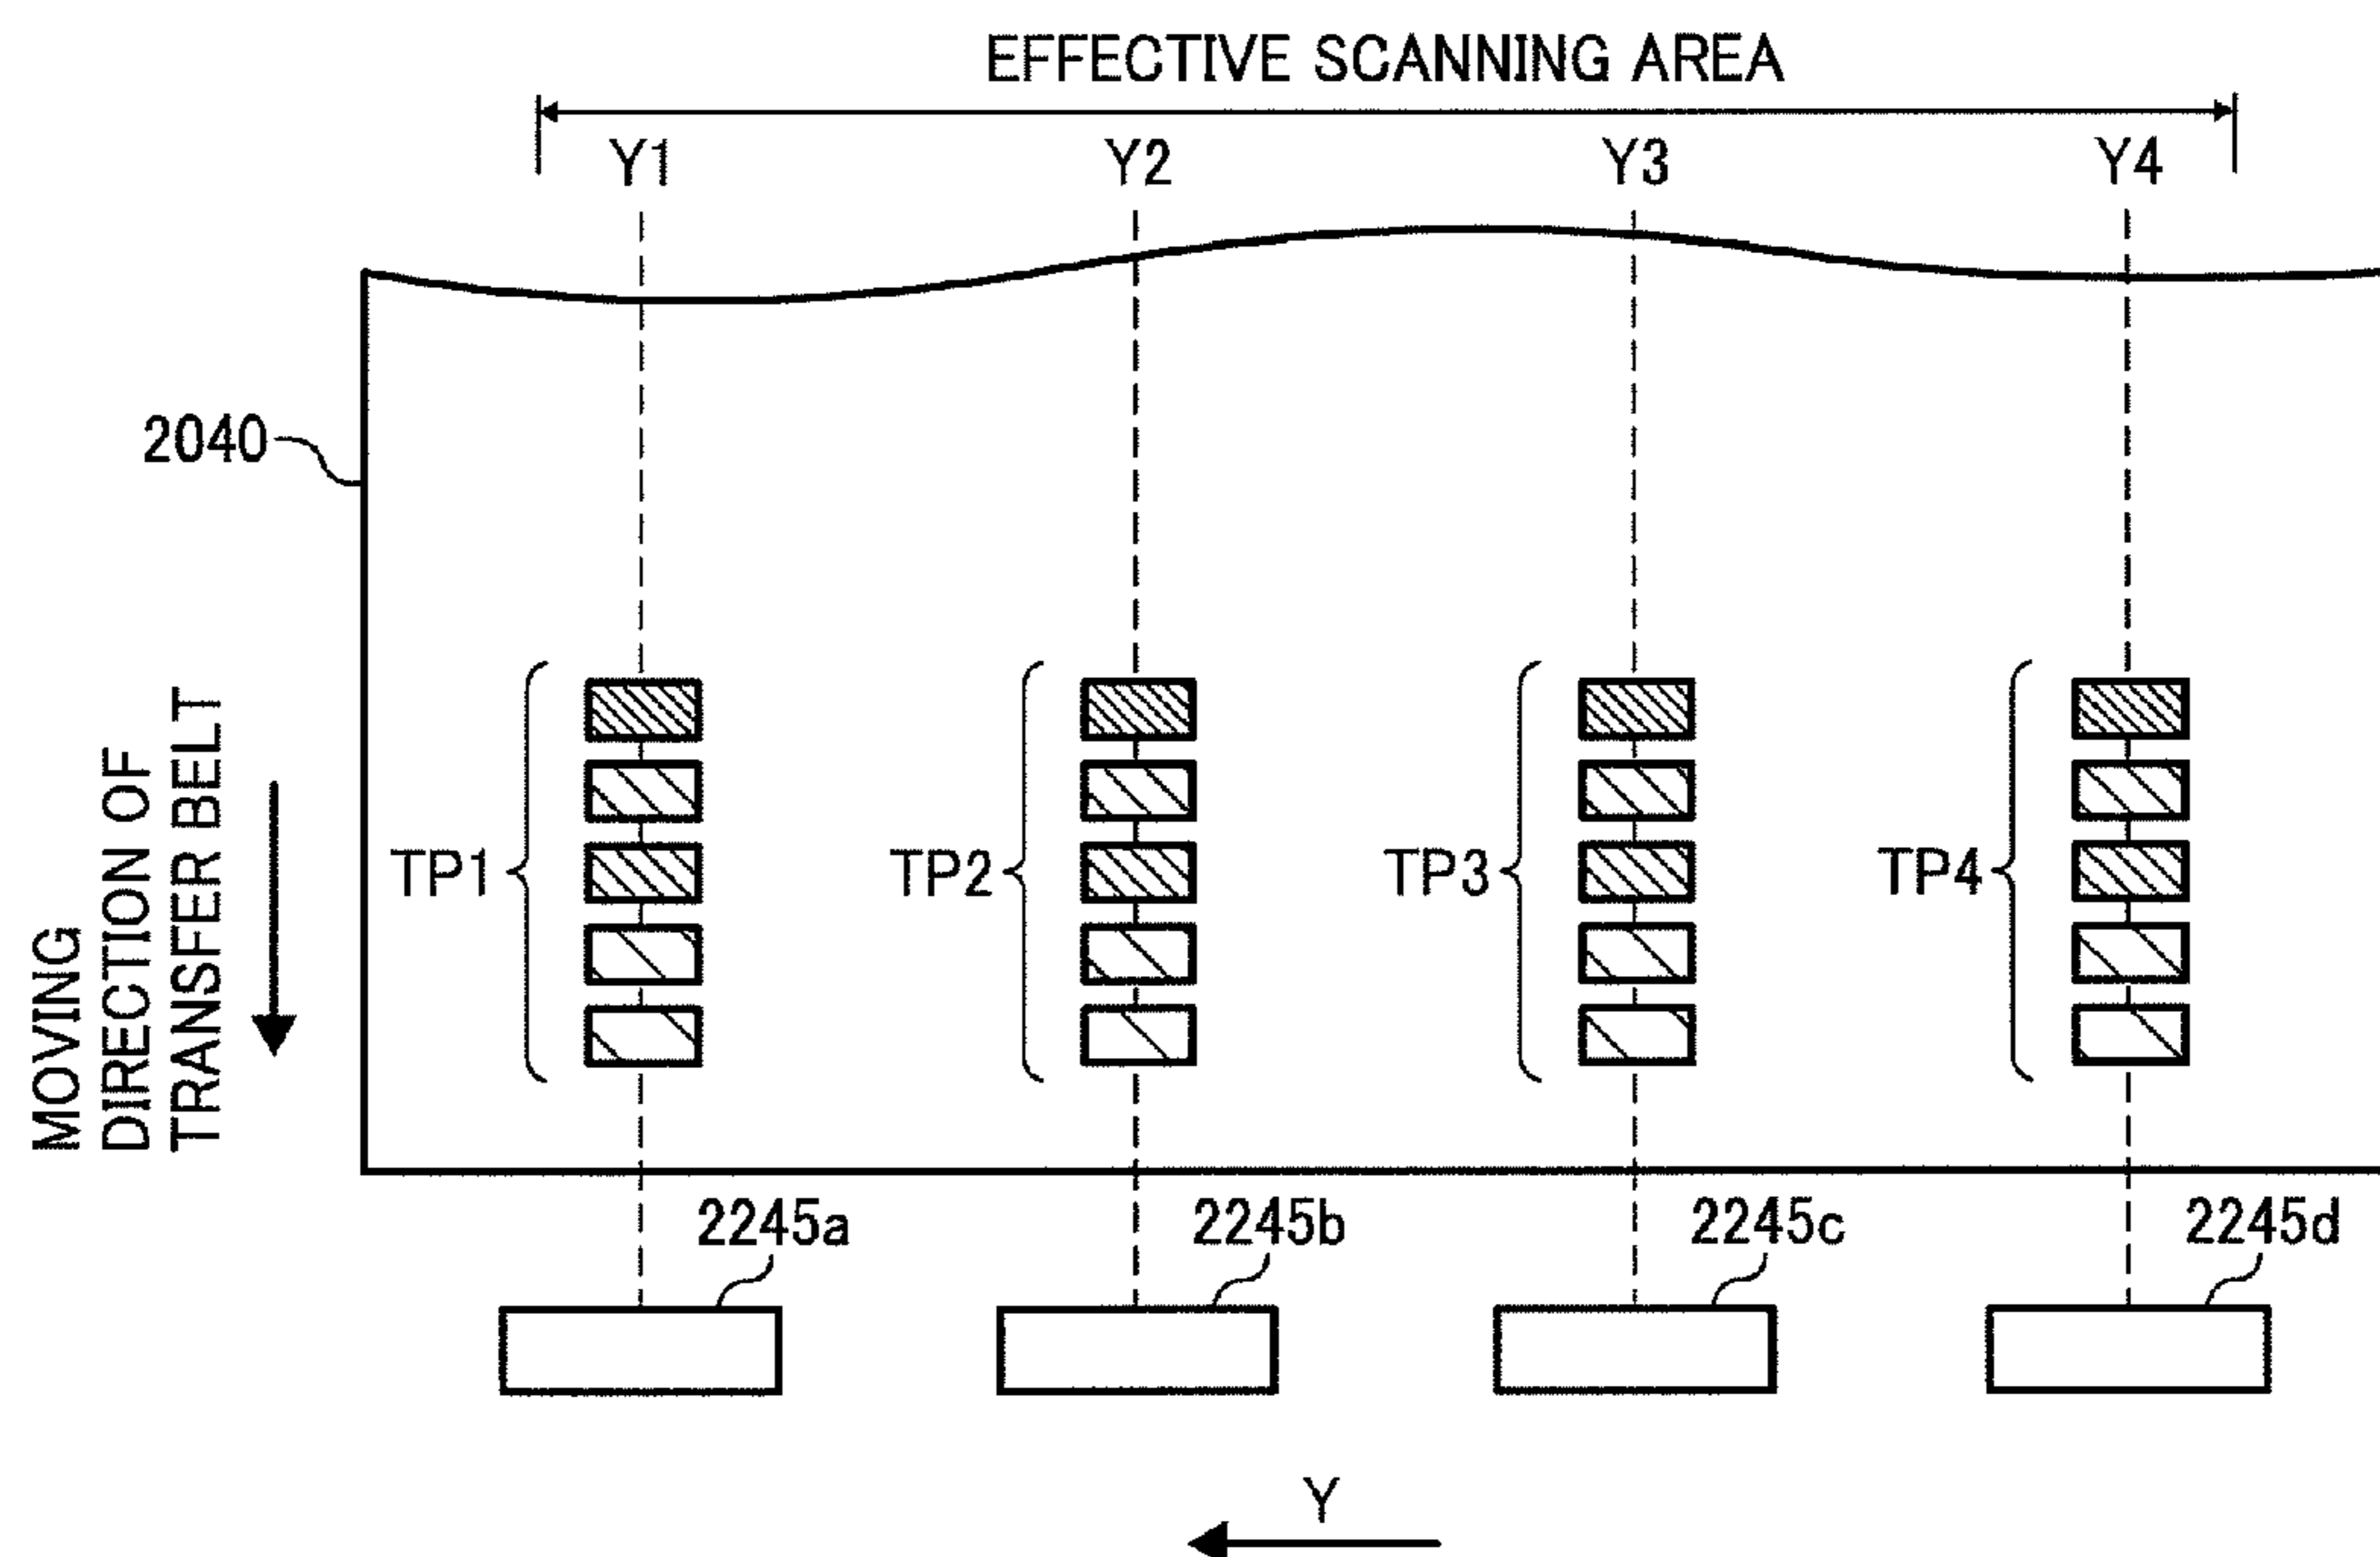 EFFECTIVE SCANNING AREA
Y1 Y2 Y3 Y4
2040
MOVING
DIRECTION OF
TRANSFER BELT
TP1 TP2 TP3 TP4
2245a 2245b 2245c 2245d
Y